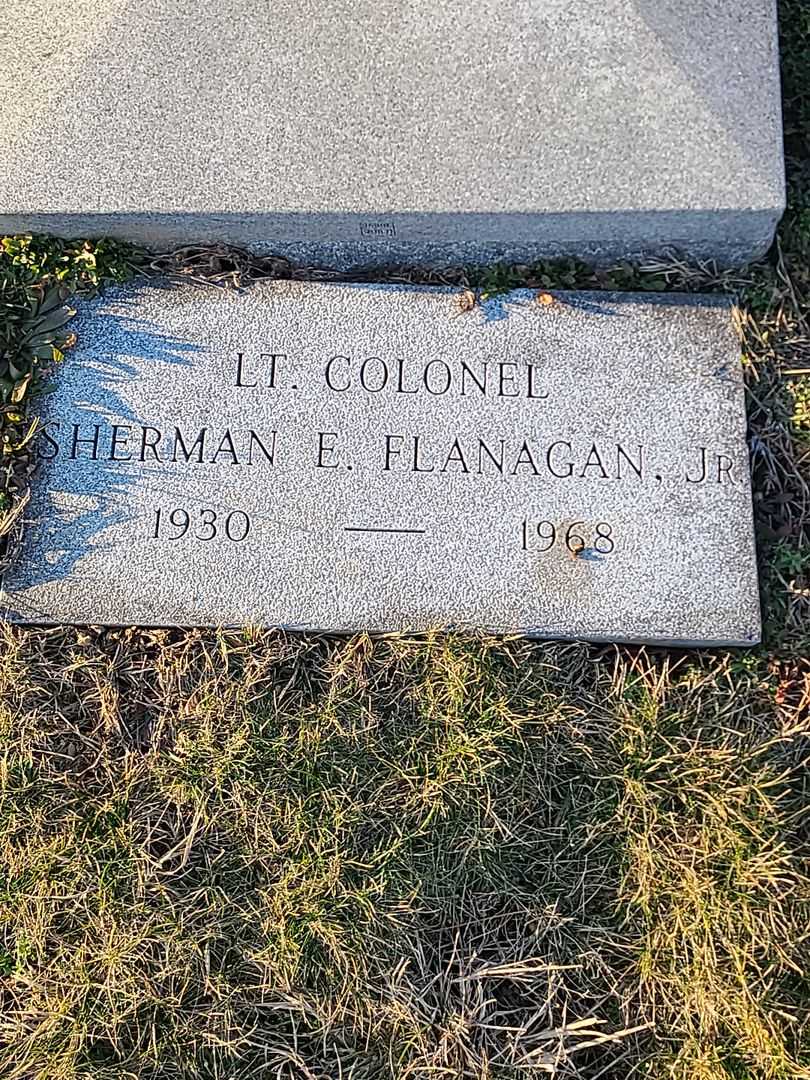 LT. COLONEL
SHERMAN E. FLANAGAN, JR.
1930 — 1968